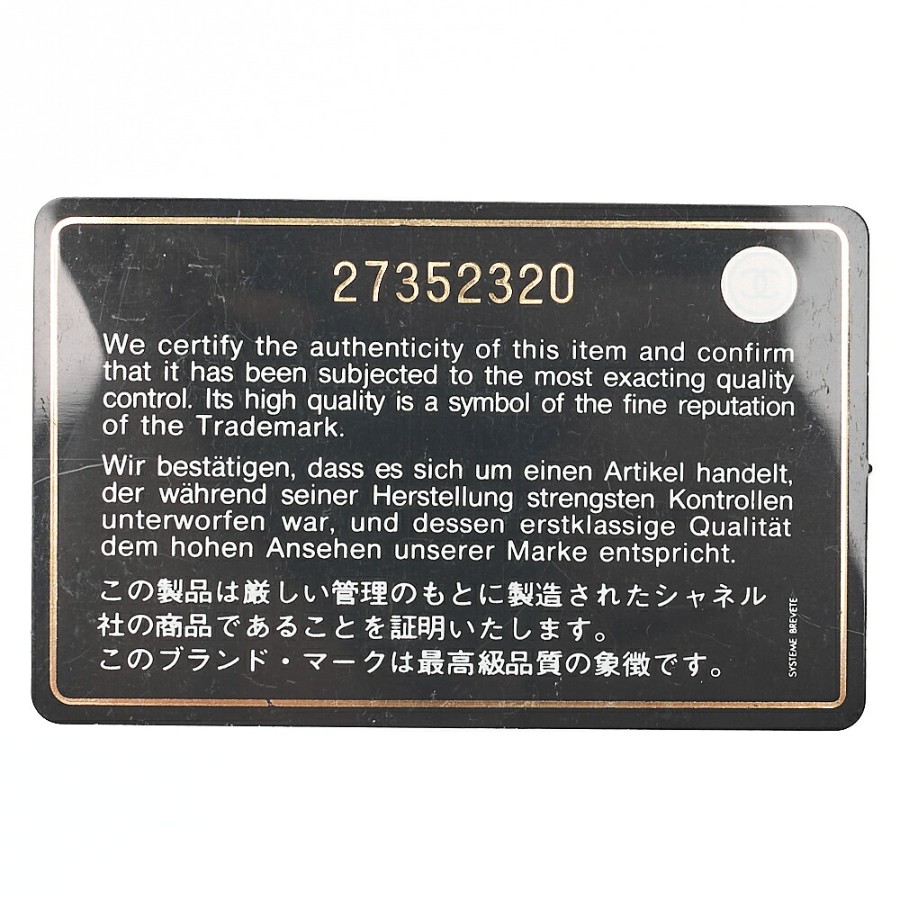 27352320
We certify the authenticity of this item and confirm
that it has been subjected to the most exacting quality
control. Its high quality is a symbol of the fine reputation
of the Trademark.
Wir bestätigen, dass es sich um einen Artikel handelt,
der während seiner Herstellung strengsten Kontrollen
unterworfen war, und dessen erstklassige Qualität
dem hohen Ansehen unserer Marke entspricht.
この製品は厳しい管理のもとに製造されたシャネル
社の商品であることを証明いたします。
このブランド・マークは最高級品質の象徴です。
SYSTEME BREVETE